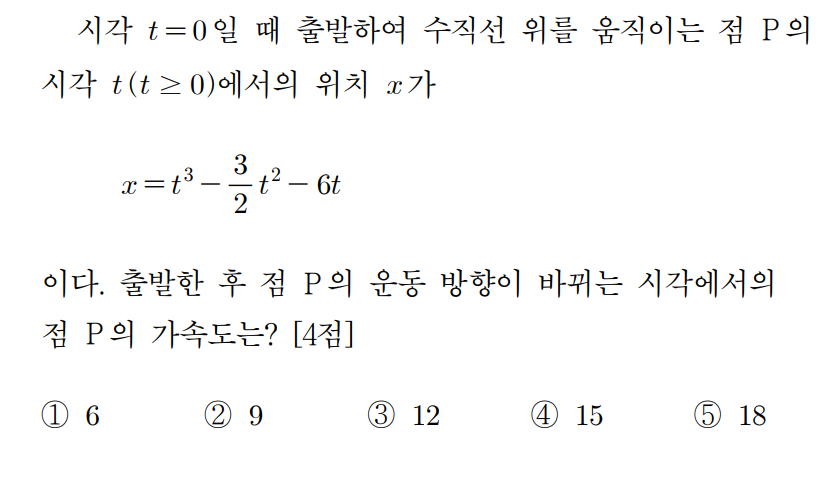 시각 t=0일 때 출발하여 수직선 위를 움직이는 점 P의
시각 t(t≥0)에서의 위치 x가
x=t³-\frac{3}{2}t²-6t
이다. 출발한 후 점 P의 운동 방향이 바뀌는 시각에서의
점 P의 가속도는? [4점]
① 6 ② 9 ③ 12 ④ 15 ⑤ 18